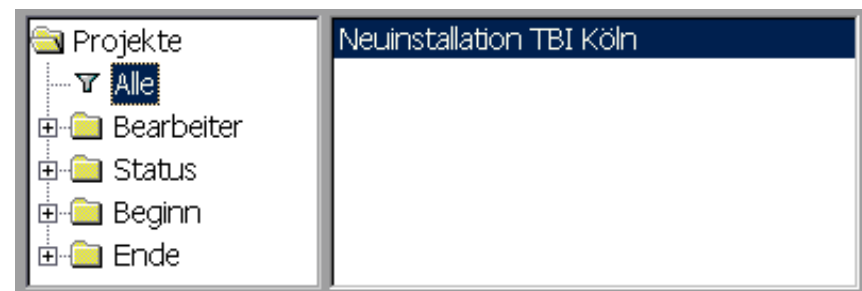 Projekte
Alle
Bearbeiter
Status
Beginn
Ende
Neuinstallation TBI Köln